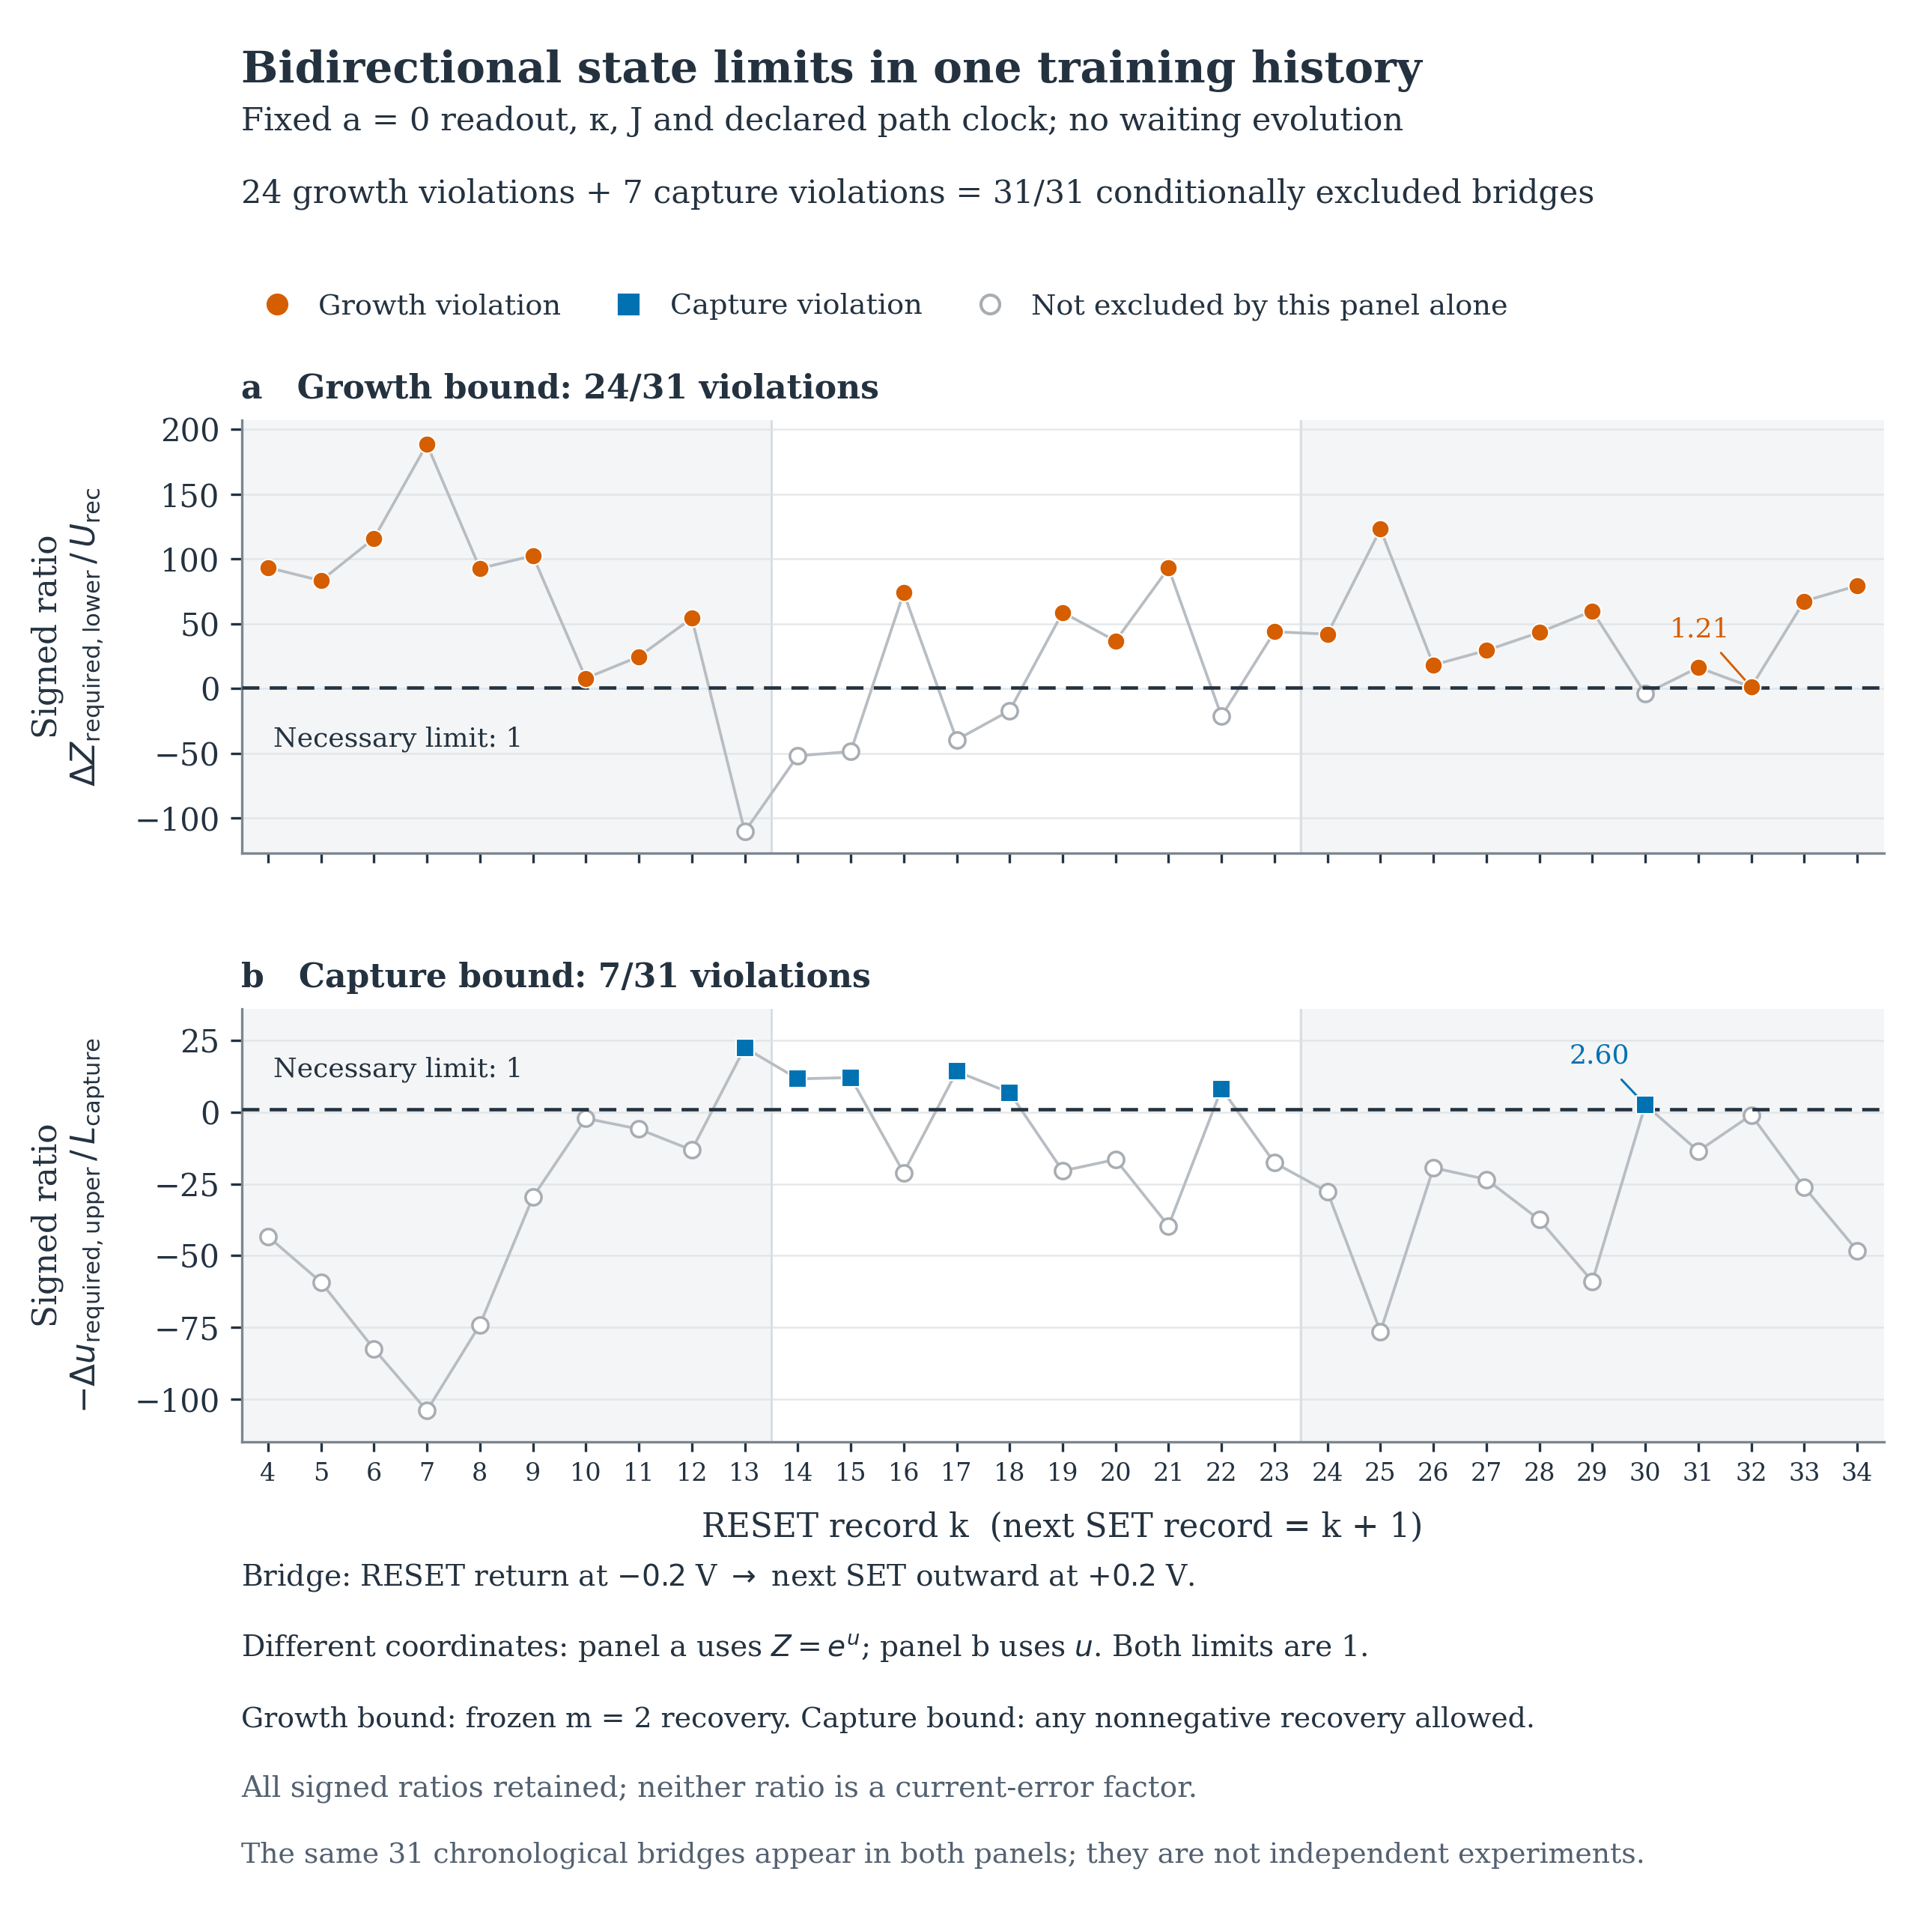 Bidirectional state limits in one training history
Fixed a = 0 readout, κ, J and declared path clock; no waiting evolution
24 growth violations + 7 capture violations = 31/31 conditionally excluded bridges
Growth violation
Capture violation
Not excluded by this panel alone
a Growth bound: 24/31 violations
Signed ratio
ΔZ_required, lower / U_rec
200
150
100
50
0
−50
−100
1.21
Necessary limit: 1
b Capture bound: 7/31 violations
Signed ratio
−Δu_required, upper / L_capture
25
0
−25
−50
−75
−100
Necessary limit: 1
2.60
4 5 6 7 8 9 10 11 12 13 14 15 16 17 18 19 20 21 22 23 24 25 26 27 28 29 30 31 32 33 34
RESET record k (next SET record = k + 1)
Bridge: RESET return at −0.2 V → next SET outward at +0.2 V.
Different coordinates: panel a uses Z = e^u; panel b uses u. Both limits are 1.
Growth bound: frozen m = 2 recovery. Capture bound: any nonnegative recovery allowed.
All signed ratios retained; neither ratio is a current-error factor.
The same 31 chronological bridges appear in both panels; they are not independent experiments.